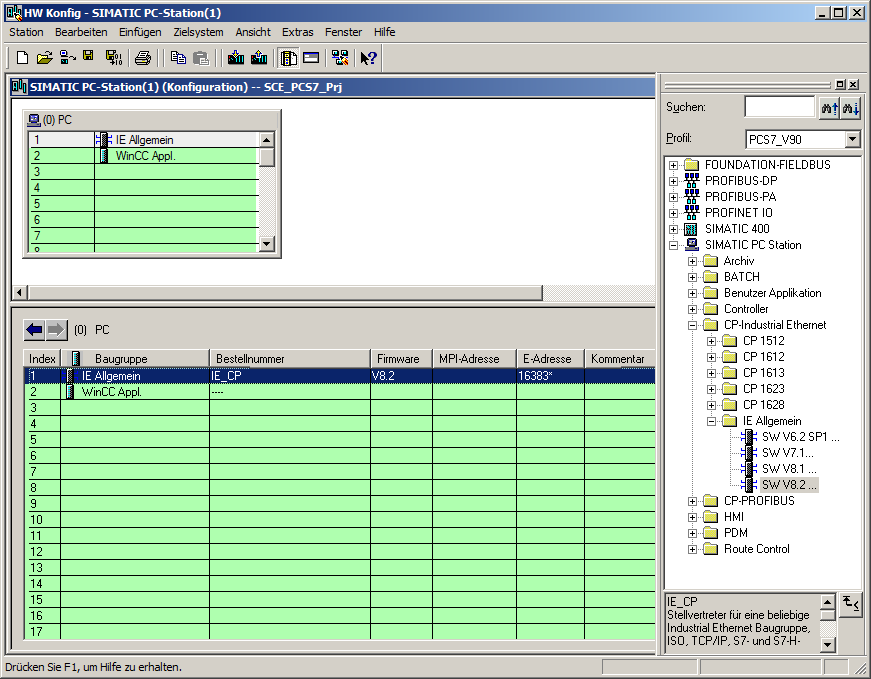 HW Konfig - SIMATIC PC-Station(1)
Station Bearbeiten Einfügen Zielsystem Ansicht Extras Fenster Hilfe
SIMATIC PC-Station(1) (Konfiguration) -- SCE_PCS7_Prj
(0) PC
1 IE Allgemein
2 WinCC Appl.
3
4
5
6
7
8
(0) PC
Index Baugruppe Bestellnummer Firmware MPI-Adresse E-Adresse Kommentar
1 IE Allgemein IE_CP V8.2 16383*
2 WinCC Appl. ----
3
4
5
6
7
8
9
10
11
12
13
14
15
16
17
Suchen:
Profil: PCS7_V90
FOUNDATION-FIELDBUS
PROFIBUS-DP
PROFIBUS-PA
PROFINET IO
SIMATIC 400
SIMATIC PC Station
Archiv
BATCH
Benutzer Applikation
Controller
CP-Industrial Ethernet
CP 1512
CP 1612
CP 1613
CP 1623
CP 1628
IE Allgemein
SW V6.2 SP1 ...
SW V7.1...
SW V8.1 ...
SW V8.2 ...
CP-PROFIBUS
HMI
PDM
Route Control
IE_CP
Stellvertreter für eine beliebige
Industrial Ethernet Baugruppe,
ISO, TCP/IP, S7- und S7-H-
Drücken Sie F1, um Hilfe zu erhalten.